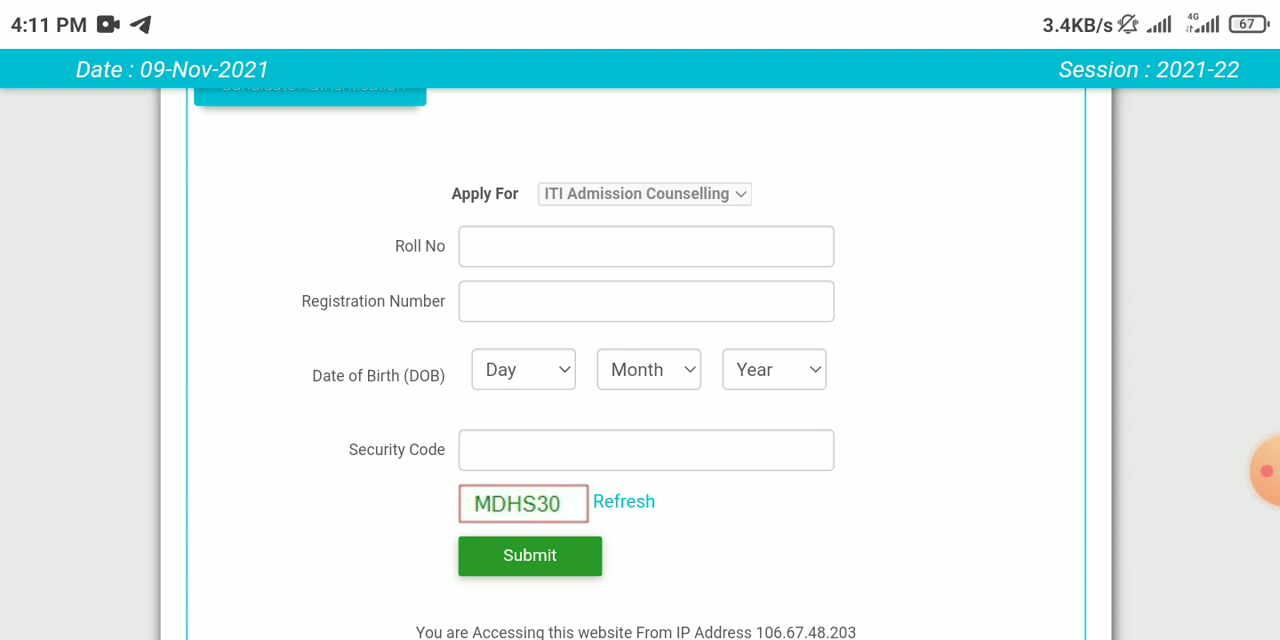 4:11 PM 3.4KB/s 4G 67
Date : 09-Nov-2021 Session : 2021-22
Apply For ITI Admission Counselling
Roll No
Registration Number
Date of Birth (DOB) Day Month Year
Security Code
MDHS30 Refresh
Submit
You are Accessing this website From IP Address 106.67.48.203